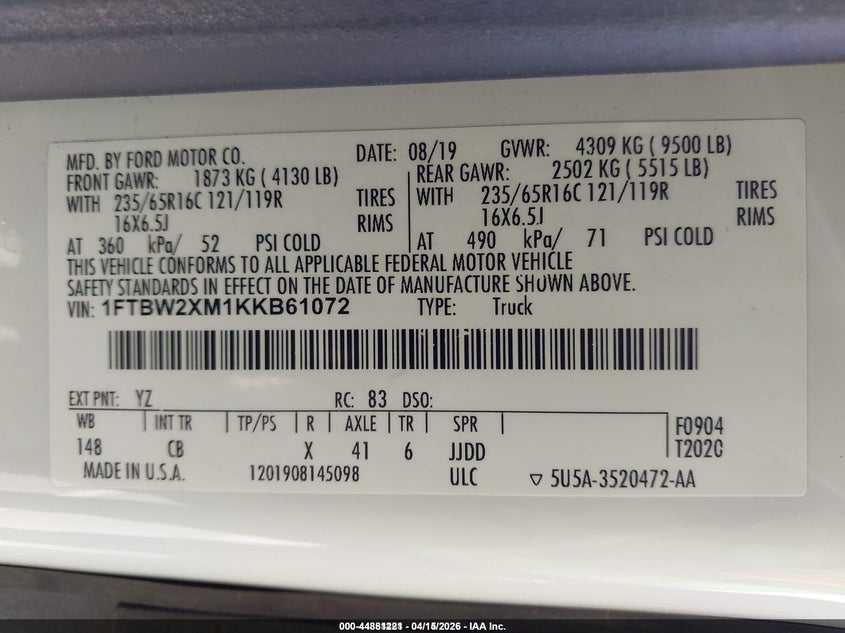 MFD. BY FORD MOTOR CO. DATE: 08/19 GVWR: 4309 KG ( 9500 LB)
FRONT GAWR: 1873 KG ( 4130 LB) REAR GAWR: 2502 KG ( 5515 LB)
WITH 235/65R16C 121/119R TIRES WITH 235/65R16C 121/119R TIRES
16X6.5J RIMS 16X6.5J RIMS
AT 360 kPa/ 52 PSI COLD AT 490 kPa/ 71 PSI COLD
THIS VEHICLE CONFORMS TO ALL APPLICABLE FEDERAL MOTOR VEHICLE
SAFETY STANDARDS IN EFFECT ON THE DATE OF MANUFACTURE SHOWN ABOVE.
VIN: 1FTBW2XM1KKB61072 TYPE: Truck
EXT PNT: YZ RC: 83 DSO:
WB INT TR TP/PS R AXLE TR SPR F0904
148 CB X 41 6 JJDD T202C
MADE IN U.S.A. 1201908145098 ULC ▽ 5U5A-3520472-AA
04/15/2026 - IAA Inc.